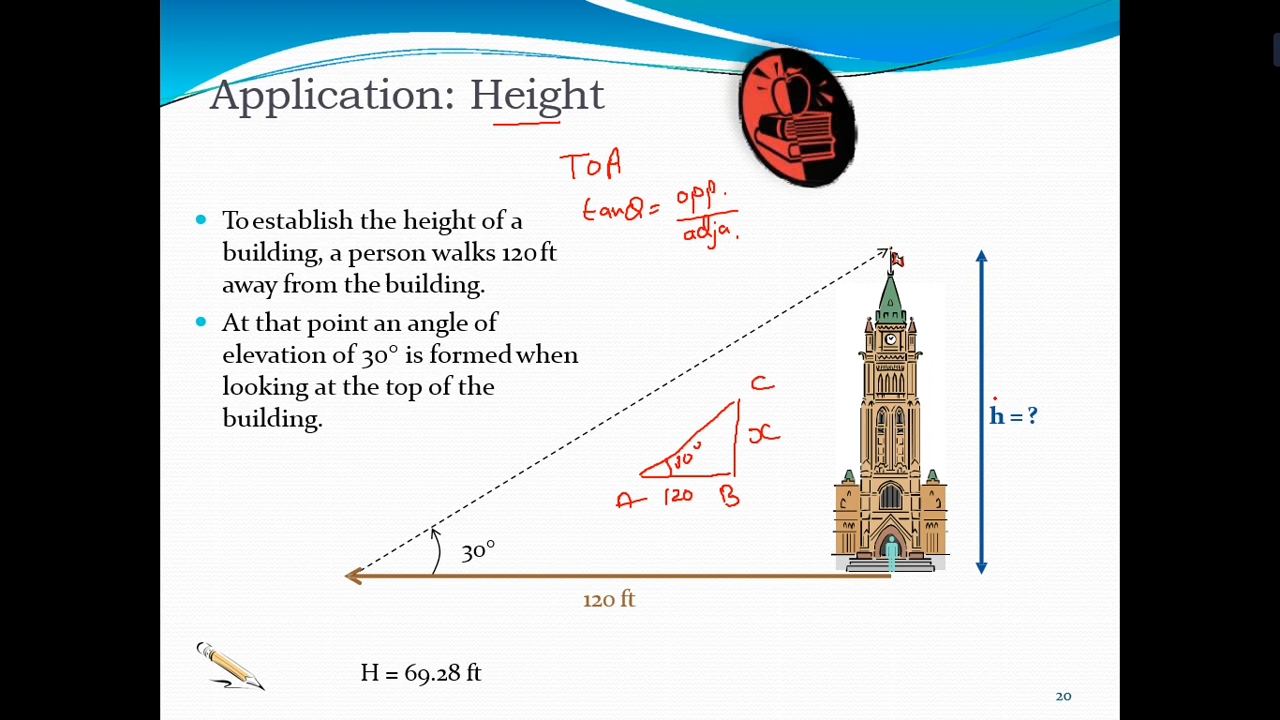 Application: Height
TOA
tanθ = opp.
adja.
To establish the height of a
building, a person walks 120 ft
away from the building.
At that point an angle of
elevation of 30° is formed when
looking at the top of the
building.
C
x
30°
A 120 B
h = ?
30°
120 ft
H = 69.28 ft
20